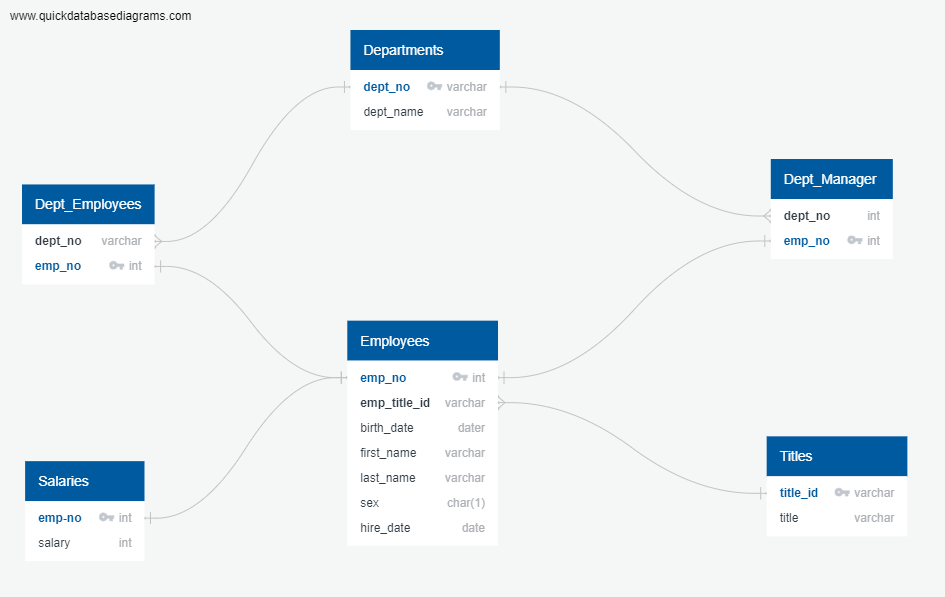 www.quickdatabasediagrams.com
Departments
dept_no varchar
dept_name varchar
Dept_Employees
dept_no varchar
emp_no int
Dept_Manager
dept_no int
emp_no int
Employees
emp_no int
emp_title_id varchar
birth_date dater
first_name varchar
last_name varchar
sex char(1)
hire_date date
Salaries
emp-no int
salary int
Titles
title_id varchar
title varchar